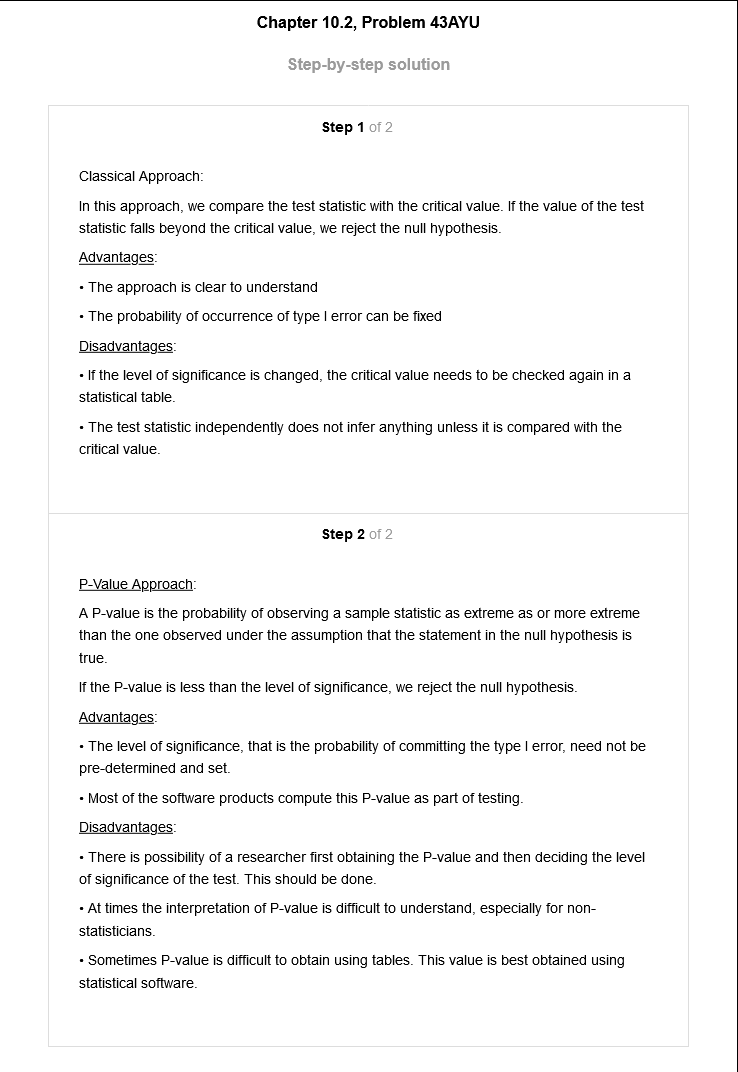 Chapter 10.2, Problem 43AYU
Step-by-step solution
Step 1 of 2
Classical Approach:
In this approach, we compare the test statistic with the critical value. If the value of the test
statistic falls beyond the critical value, we reject the null hypothesis.
Advantages:
• The approach is clear to understand
• The probability of occurrence of type I error can be fixed
Disadvantages:
• If the level of significance is changed, the critical value needs to be checked again in a
statistical table.
• The test statistic independently does not infer anything unless it is compared with the
critical value.
Step 2 of 2
P-Value Approach:
A P-value is the probability of observing a sample statistic as extreme as or more extreme
than the one observed under the assumption that the statement in the null hypothesis is
true.
If the P-value is less than the level of significance, we reject the null hypothesis.
Advantages:
• The level of significance, that is the probability of committing the type I error, need not be
pre-determined and set.
• Most of the software products compute this P-value as part of testing.
Disadvantages:
• There is possibility of a researcher first obtaining the P-value and then deciding the level
of significance of the test. This should be done.
• At times the interpretation of P-value is difficult to understand, especially for non-
statisticians.
• Sometimes P-value is difficult to obtain using tables. This value is best obtained using
statistical software.